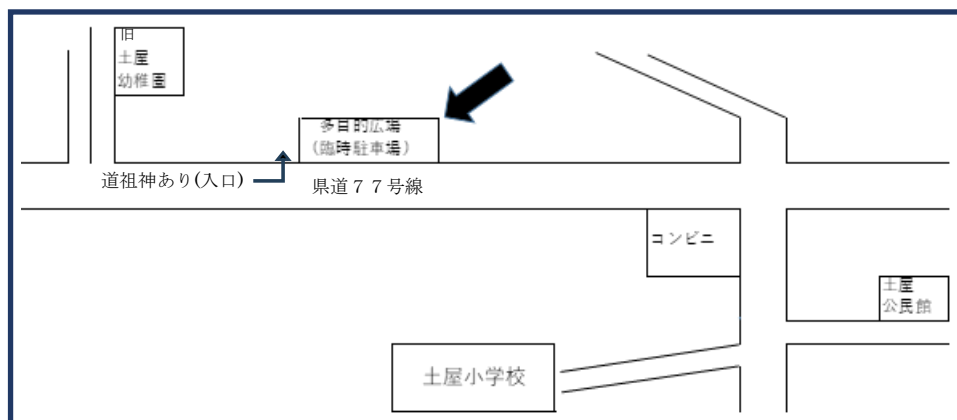 旧
土屋
幼稚園
多目的広場
（臨時駐車場）
道祖神あり(入口)
県道７７号線
コンビニ
土屋
公民館
土屋小学校